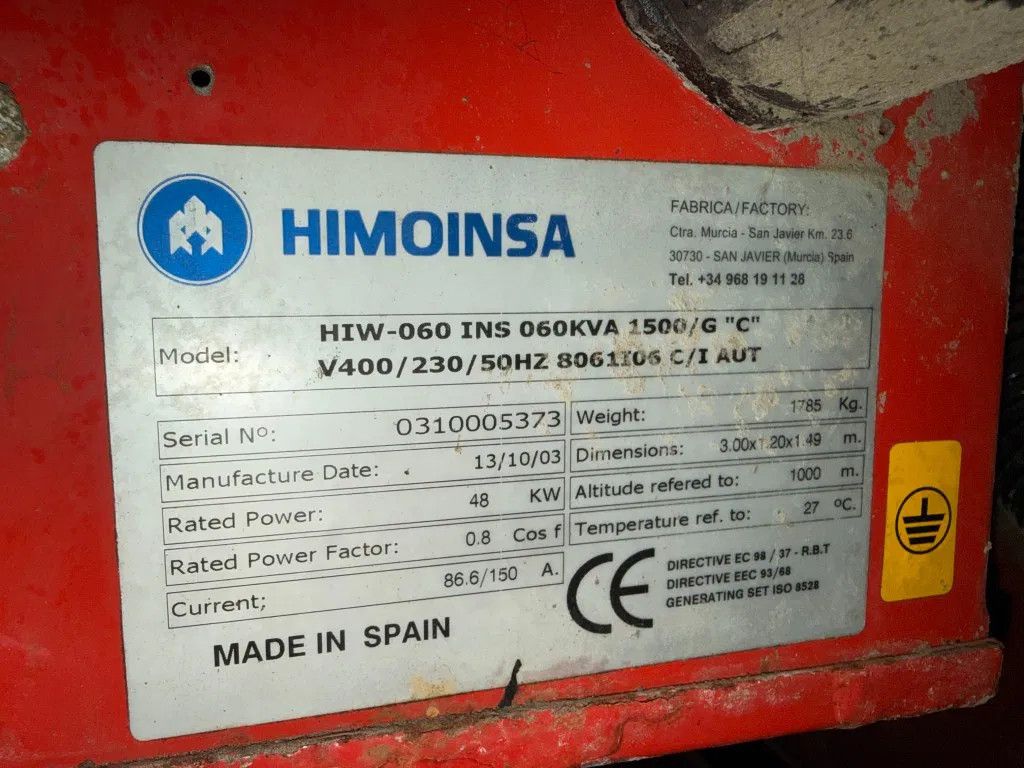 HIMOINSA
FABRICA/FACTORY:
Ctra. Murcia - San Javier Km. 23.6
30730 - SAN JAVIER (Murcia) Spain
Tel. +34 968 19 11 28
Model:
HIW-060 INS 060KVA 1500/G "C"
V400/230/50HZ 8061I06 C/I AUT
Serial Nº: 0310005373
Manufacture Date: 13/10/03
Rated Power: 48 KW
Rated Power Factor: 0.8 Cos f
Current; 86.6/150 A.
Weight: 1785 Kg.
Dimensions: 3.00x1.20x1.49 m.
Altitude refered to: 1000 m.
Temperature ref. to: 27 ºC.
MADE IN SPAIN
CE
DIRECTIVE EC 98 / 37 - R.B.T
DIRECTIVE EEC 93/68
GENERATING SET ISO 8528